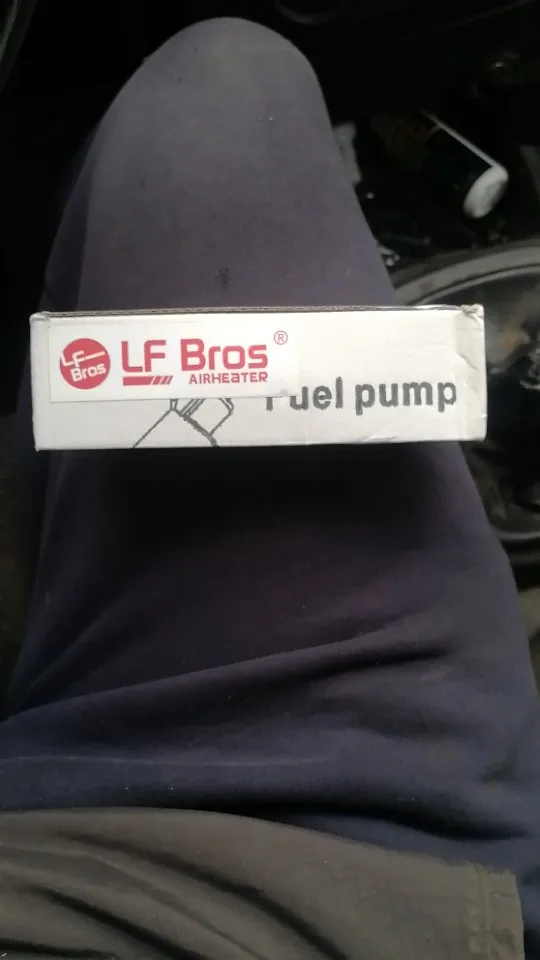 LF
Bros
LF Bros®
AIRHEATER
Fuel pump